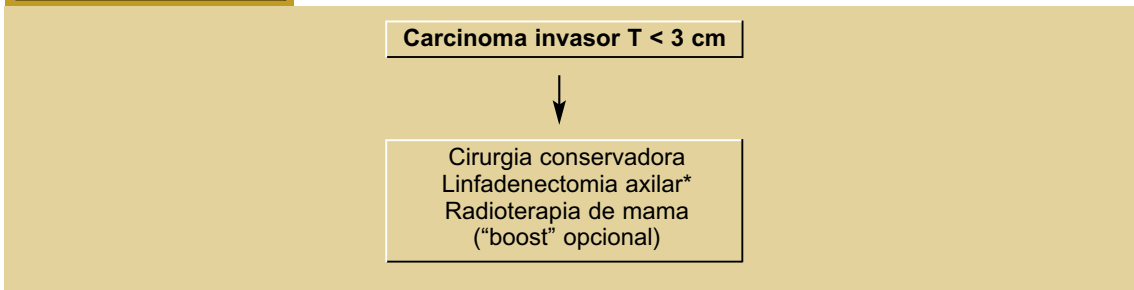 Carcinoma invasor T < 3 cm
Cirurgia conservadora
Linfadenectomia axilar*
Radioterapia de mama
(“boost” opcional)